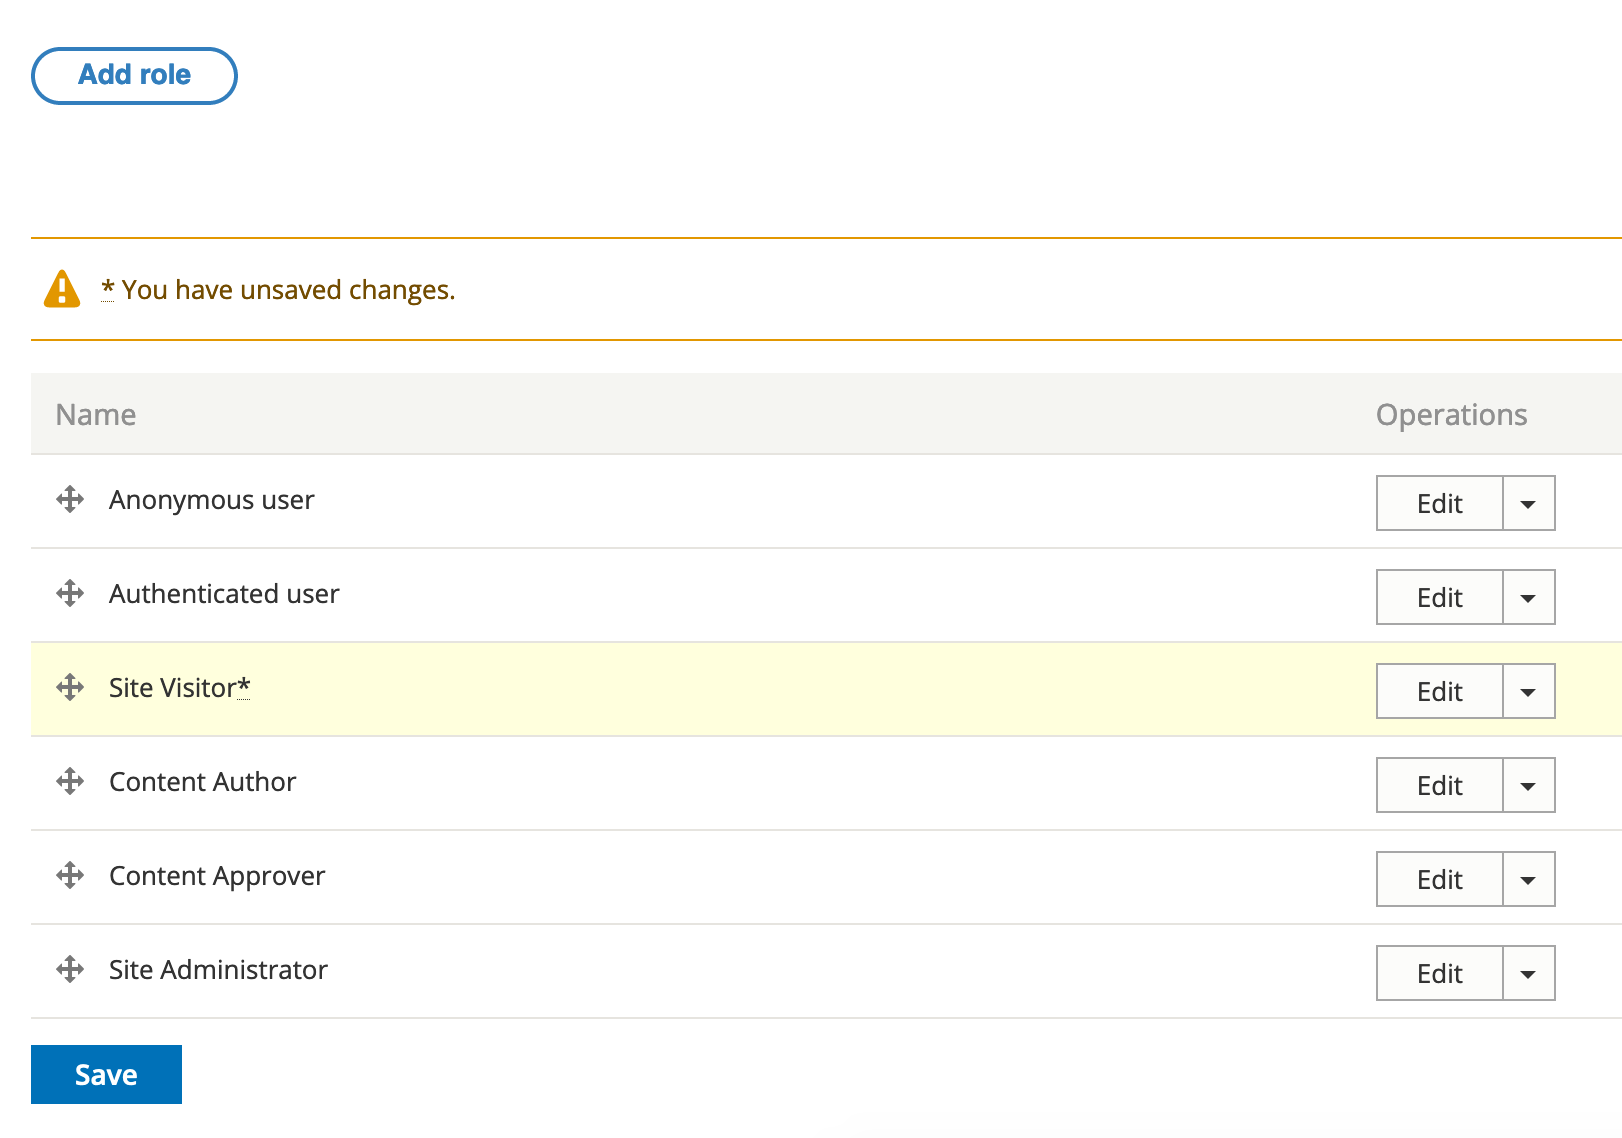 Add role
* You have unsaved changes.
Name Operations
Anonymous user Edit
Authenticated user Edit
Site Visitor* Edit
Content Author Edit
Content Approver Edit
Site Administrator Edit
Save